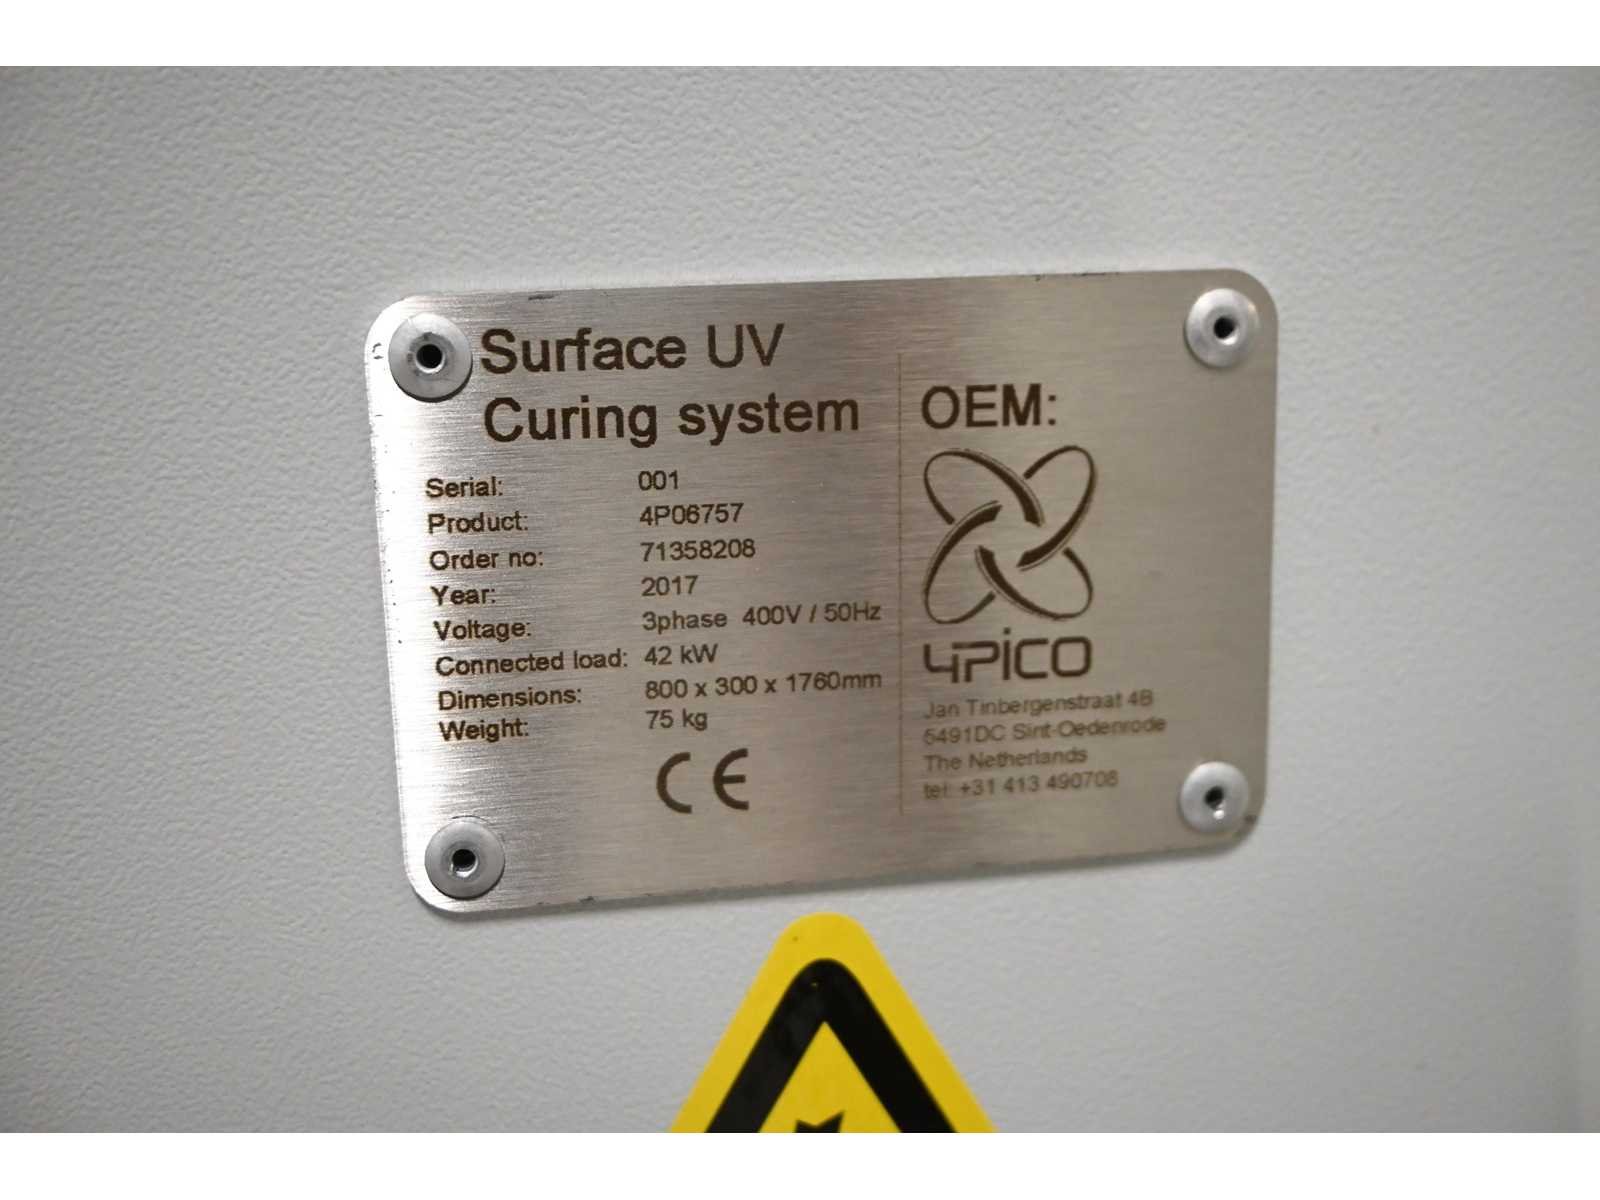 Surface UV
Curing system
Serial: 001
Product: 4P06757
Order no: 71358208
Year: 2017
Voltage: 3phase 400V / 50Hz
Connected load: 42 kW
Dimensions: 800 x 300 x 1760mm
Weight: 75 kg
CE
OEM:
4PICO
Jan Tinbergenstraat 4B
5491DC Sint-Oedenrode
The Netherlands
tel: +31 413 490708